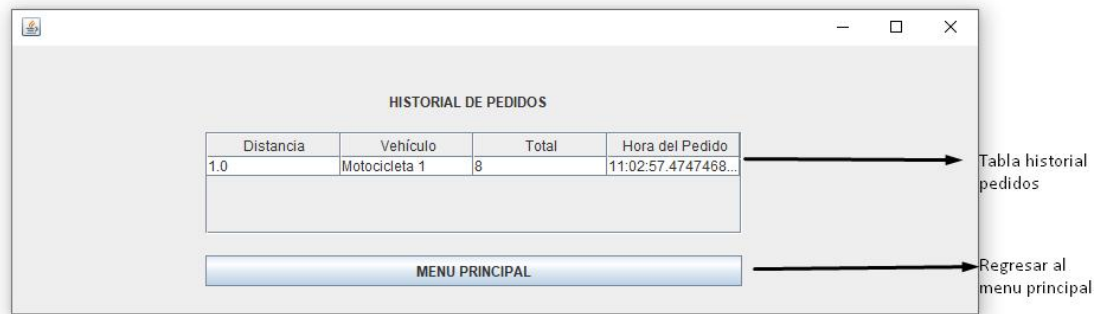 HISTORIAL DE PEDIDOS
Distancia Vehículo Total Hora del Pedido
1.0 Motocicleta 1 8 11:02:57.4747468...
Tabla historial
pedidos
MENU PRINCIPAL
Regresar al
menu principal